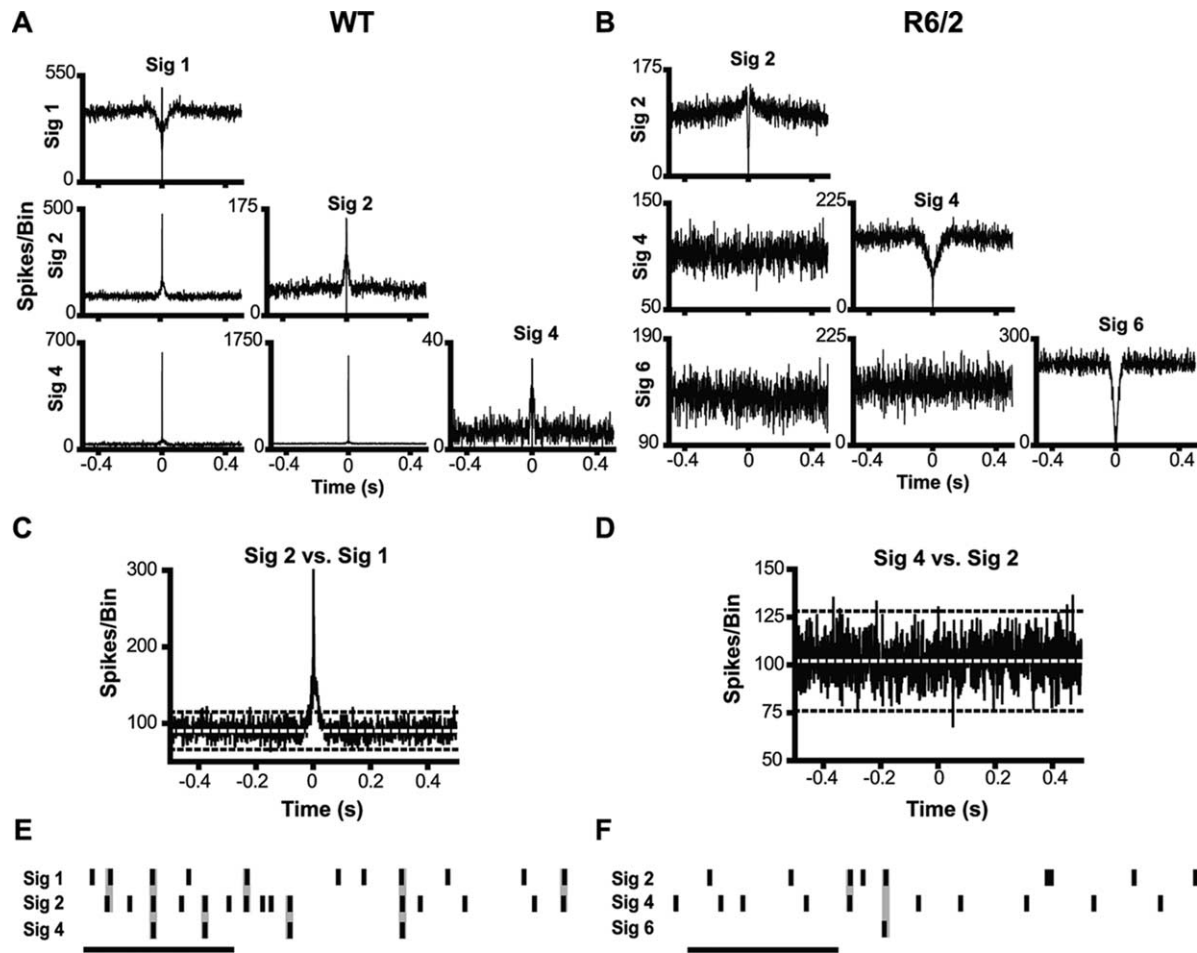 A WT B R6/2
Sig 1
550
Sig 1
0
Sig 2
175
Sig 2
0
Spikes/Bin
500
Sig 2
0
Sig 2
175
0
150
Sig 4
50
Sig 4
225
0
700
Sig 4
0
1750
0
Sig 4
40
0
190
Sig 6
90
225
0
Sig 6
300
0
-0.4 0 0.4 -0.4 0 0.4 -0.4 0 0.4
Time (s)
-0.4 0 0.4 -0.4 0 0.4 -0.4 0 0.4
Time (s)
C
Sig 2 vs. Sig 1
Spikes/Bin
300
200
100
-0.4 -0.2 0 0.2 0.4
Time (s)
D
Sig 4 vs. Sig 2
Spikes/Bin
150
125
100
75
50
-0.4 -0.2 0 0.2 0.4
Time (s)
E
Sig 1
Sig 2
Sig 4
F
Sig 2
Sig 4
Sig 6